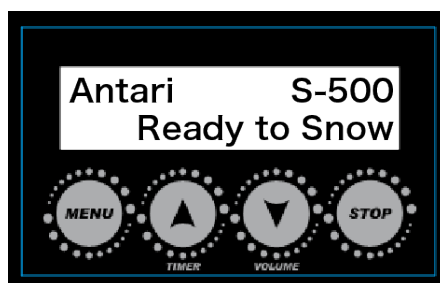 Antari S-500
Ready to Snow
MENU
STOP
TIMER
VOLUME